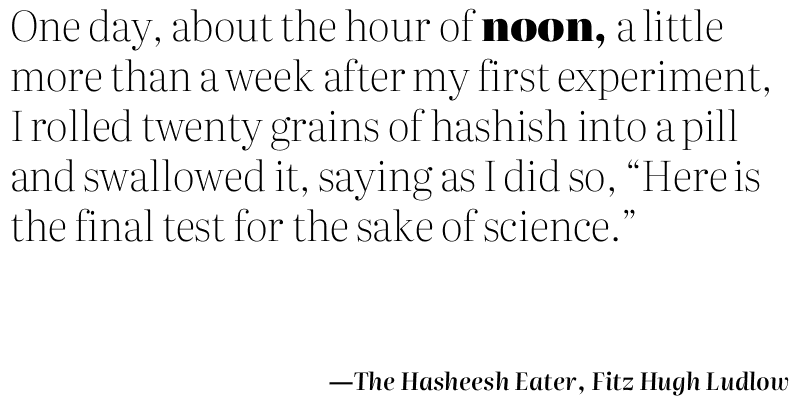 One day, about the hour of noon, a little
more than a week after my first experiment,
I rolled twenty grains of hashish into a pill
and swallowed it, saying as I did so, “Here is
the final test for the sake of science.”
—The Hasheesh Eater, Fitz Hugh Ludlow